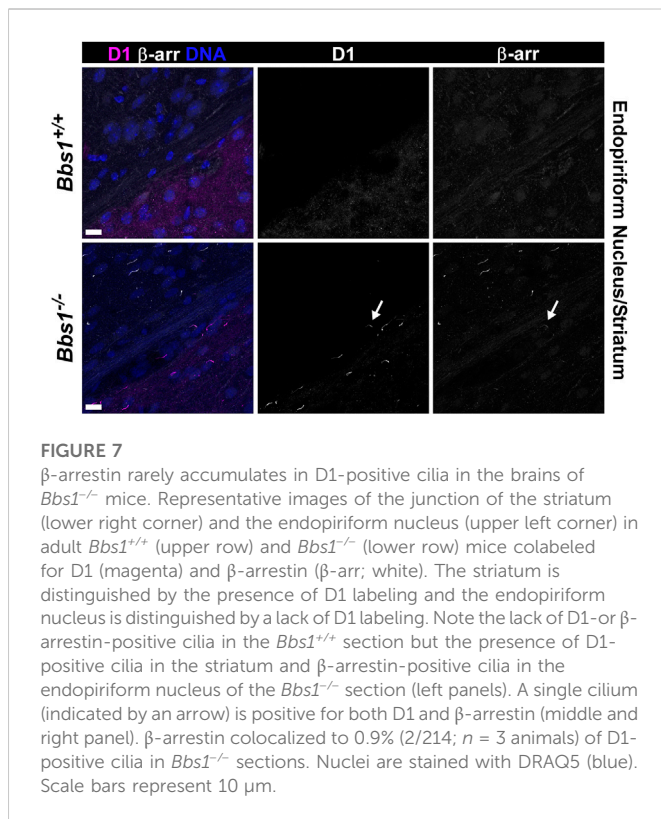 D1 β-arr DNA D1 β-arr
Bbs1+/+
Bbs1-/-
Endopiriform Nucleus/Striatum
FIGURE 7
β-arrestin rarely accumulates in D1-positive cilia in the brains of
Bbs1−/− mice. Representative images of the junction of the striatum
(lower right corner) and the endopiriform nucleus (upper left corner) in
adult Bbs1+/+ (upper row) and Bbs1−/− (lower row) mice colabeled
for D1 (magenta) and β-arrestin (β-arr; white). The striatum is
distinguished by the presence of D1 labeling and the endopiriform
nucleus is distinguished by a lack of D1 labeling. Note the lack of D1-or β-
arrestin-positive cilia in the Bbs1+/+ section but the presence of D1-
positive cilia in the striatum and β-arrestin-positive cilia in the
endopiriform nucleus of the Bbs1−/− section (left panels). A single cilium
(indicated by an arrow) is positive for both D1 and β-arrestin (middle and
right panel). β-arrestin colocalized to 0.9% (2/214; n = 3 animals) of D1-
positive cilia in Bbs1−/− sections. Nuclei are stained with DRAQ5 (blue).
Scale bars represent 10 μm.